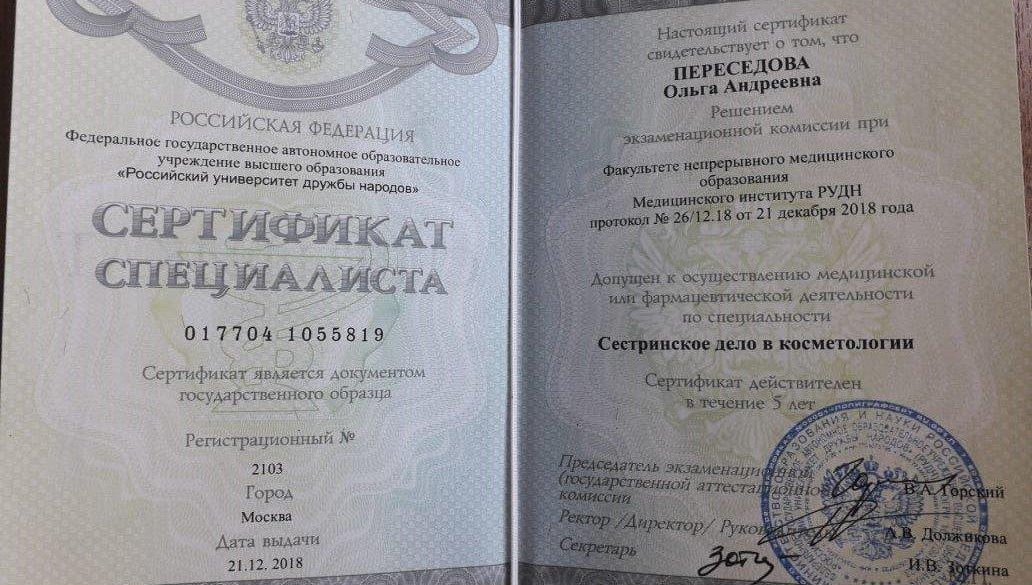 РОССИЙСКАЯ ФЕДЕРАЦИЯ
Федеральное государственное автономное образовательное
учреждение высшего образования
«Российский университет дружбы народов»
СЕРТИФИКАТ
СПЕЦИАЛИСТА
017704 1055819
Сертификат является документом
государственного образца
Регистрационный №
2103
Город
Москва
Дата выдачи
21.12. 2018
Настоящий сертификат
свидетельствует о том, что
ПЕРЕСЕДОВА
Ольга Андреевна
Решением
экзаменационной комиссии при
Факультете непрерывного медицинского
образования
Медицинского института РУДН
протокол № 26/12.18 от 21 декабря 2018 года
Допущен к осуществлению медицинской
или фармацевтической деятельности
по специальности
Сестринское дело в косметологии
Сертификат действителен
в течение 5 лет
Председатель экзаменационной
(государственной аттестационной)
комиссии
В.А. Горский
Ректор /Директор/
А.В. Должикова
Секретарь
И.В. Зоткина